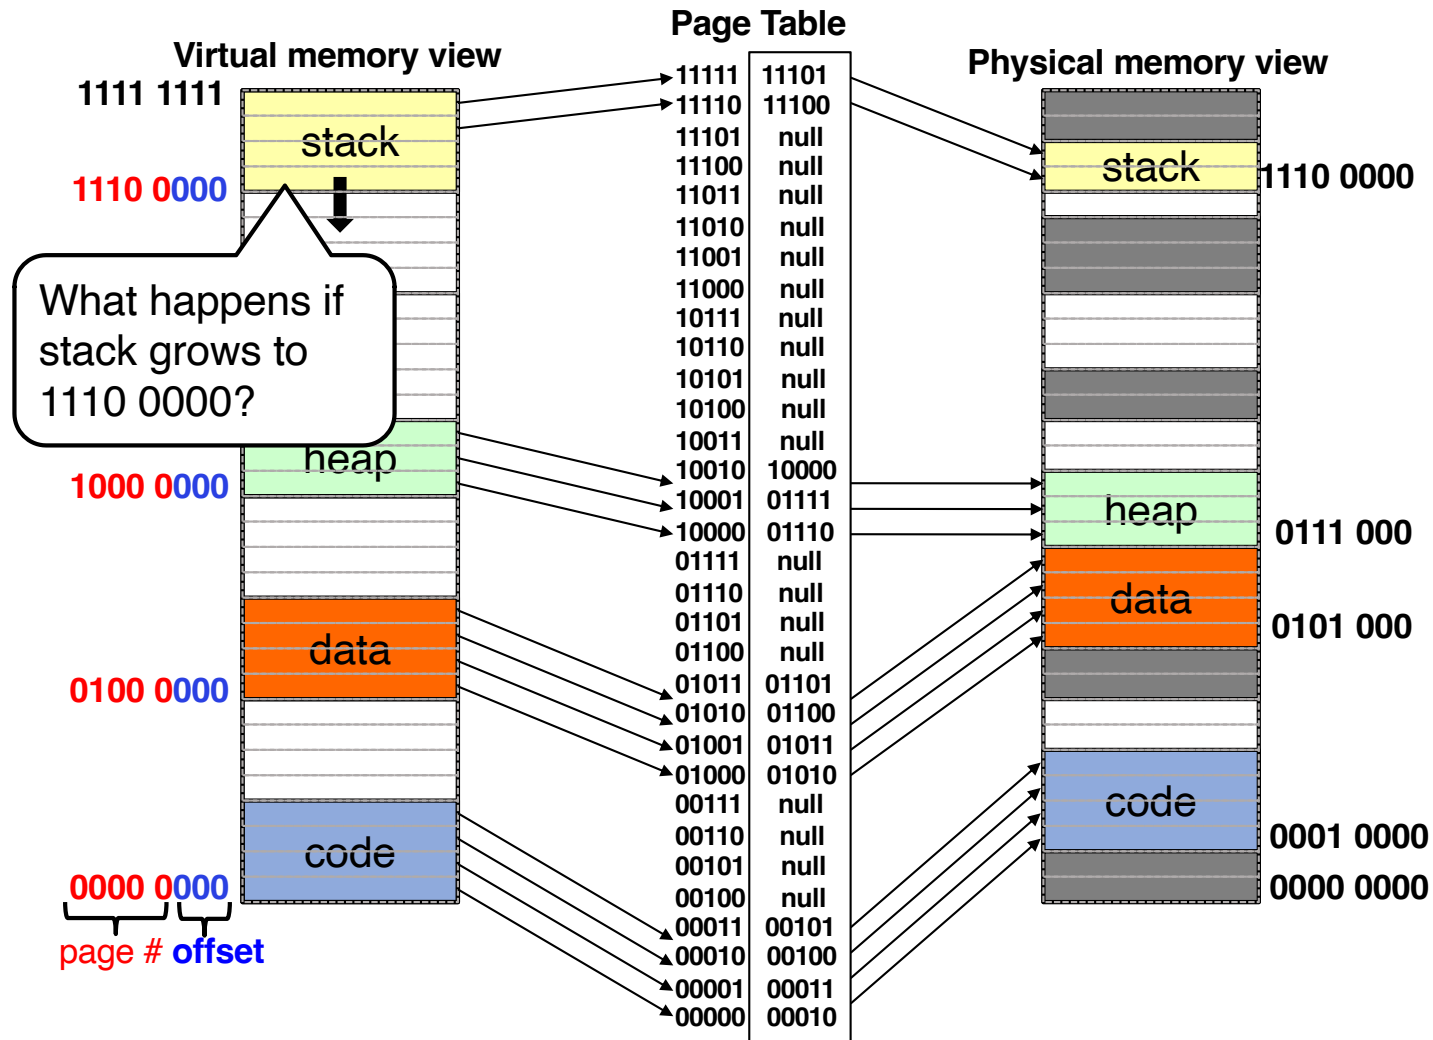 Page Table
Virtual memory view
Physical memory view
1111 1111
stack
1110 0000
What happens if
stack grows to
1110 0000?
heap
1000 0000
data
0100 0000
code
0000 0000
page # offset
11111 11101
11110 11100
11101 null
11100 null
11011 null
11010 null
11001 null
11000 null
10111 null
10110 null
10101 null
10100 null
10011 null
10010 10000
10001 01111
10000 01110
01111 null
01110 null
01101 null
01100 null
01011 01101
01010 01100
01001 01011
01000 01010
00111 null
00110 null
00101 null
00100 null
00011 00101
00010 00100
00001 00011
00000 00010
stack
1110 0000
heap
0111 000
data
0101 000
code
0001 0000
0000 0000